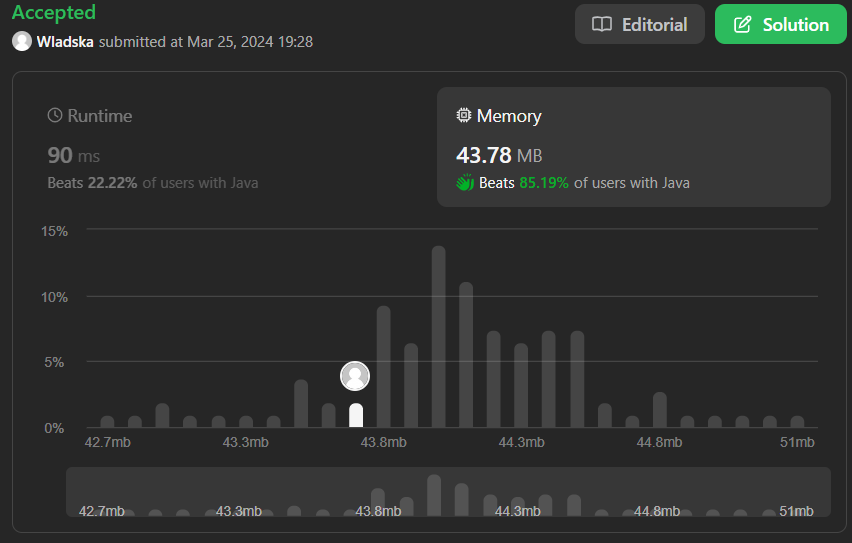 Accepted
Wladska submitted at Mar 25, 2024 19:28
Editorial
Solution
Runtime
90 ms
Beats 22.22% of users with Java
Memory
43.78 MB
Beats 85.19% of users with Java
15%
10%
5%
0%
42.7mb 43.3mb 43.8mb 44.3mb 44.8mb 51mb
42.7mb 43.3mb 43.8mb 44.3mb 44.8mb 51mb